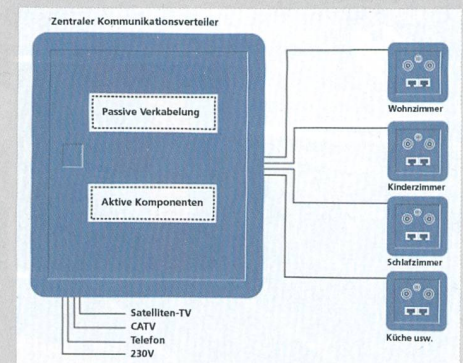 Zentraler Kommunikationsverteiler
Passive Verkabelung
Aktive Komponenten
Wohnzimmer
Kinderzimmer
Schlafzimmer
Küche usw.
Satelliten-TV
CATV
Telefon
230V